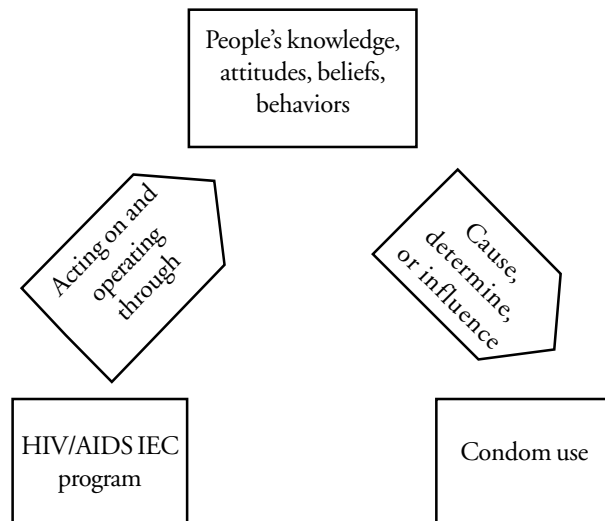 People’s knowledge,
attitudes, beliefs,
behaviors
Acting on and
operating
through
Cause,
determine,
or influence
HIV/AIDS IEC
program
Condom use